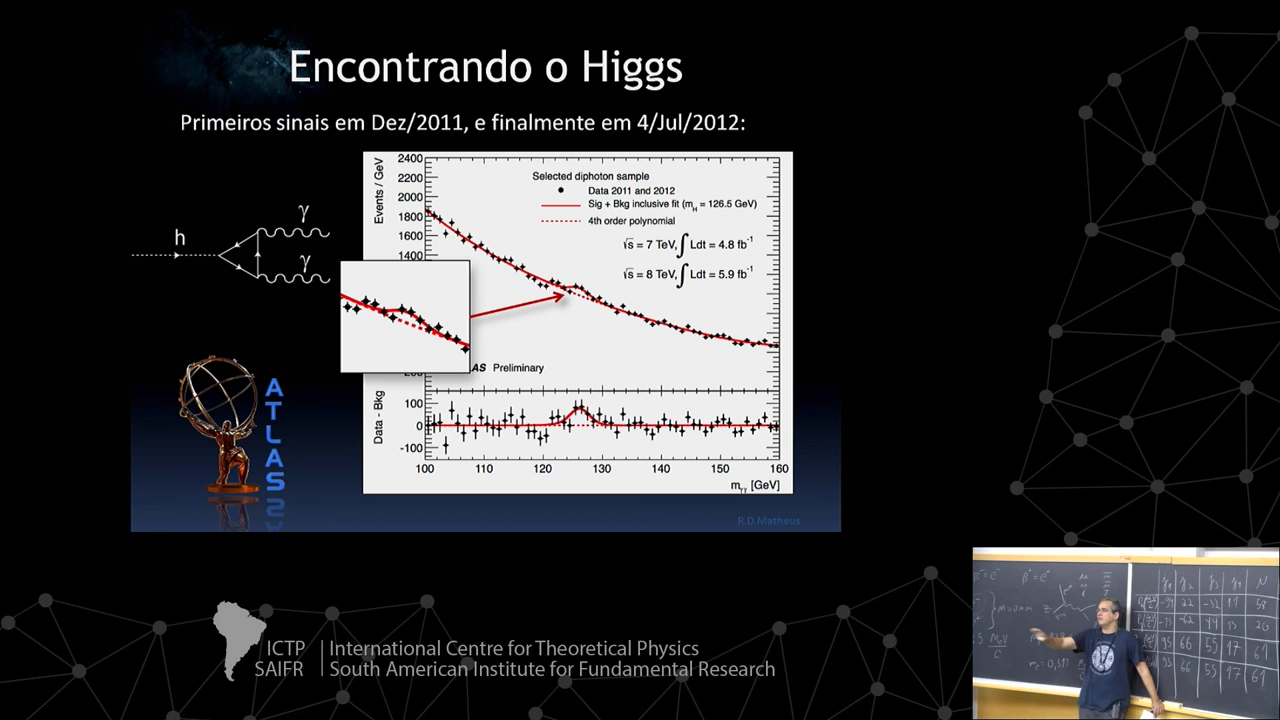 Encontrando o Higgs
Primeiros sinais em Dez/2011, e finalmente em 4/Jul/2012:
h
γ
γ
ATLAS
Events / GeV
2400
2200
2000
1800
1600
1400
Selected diphoton sample
Data 2011 and 2012
Sig + Bkg inclusive fit (mH = 126.5 GeV)
4th order polynomial
√s = 7 TeV, ∫Ldt = 4.8 fb-1
√s = 8 TeV, ∫Ldt = 5.9 fb-1
AS Preliminary
Data - Bkg
100
0
-100
100 110 120 130 140 150 160
mγγ [GeV]
R.D.Matheus
ICTP
SAIFR
International Centre for Theoretical Physics
South American Institute for Fundamental Research